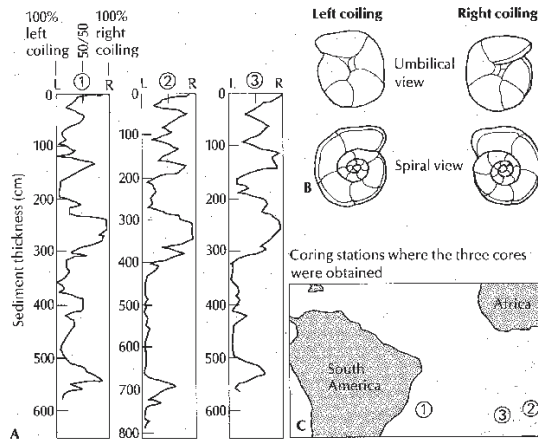 100% left coiling
50/50
100% right coiling
L ① R
L ② R
L ③ R
Sediment thickness (cm)
0
100
200
300
400
500
600
0
100
200
300
400
500
600
700
800
0
100
200
300
400
500
600
A
Left coiling
Right coiling
B
Umbilical view
Spiral view
B
Coring stations where the three cores
were obtained
Africa
South
America
①
③
②
C